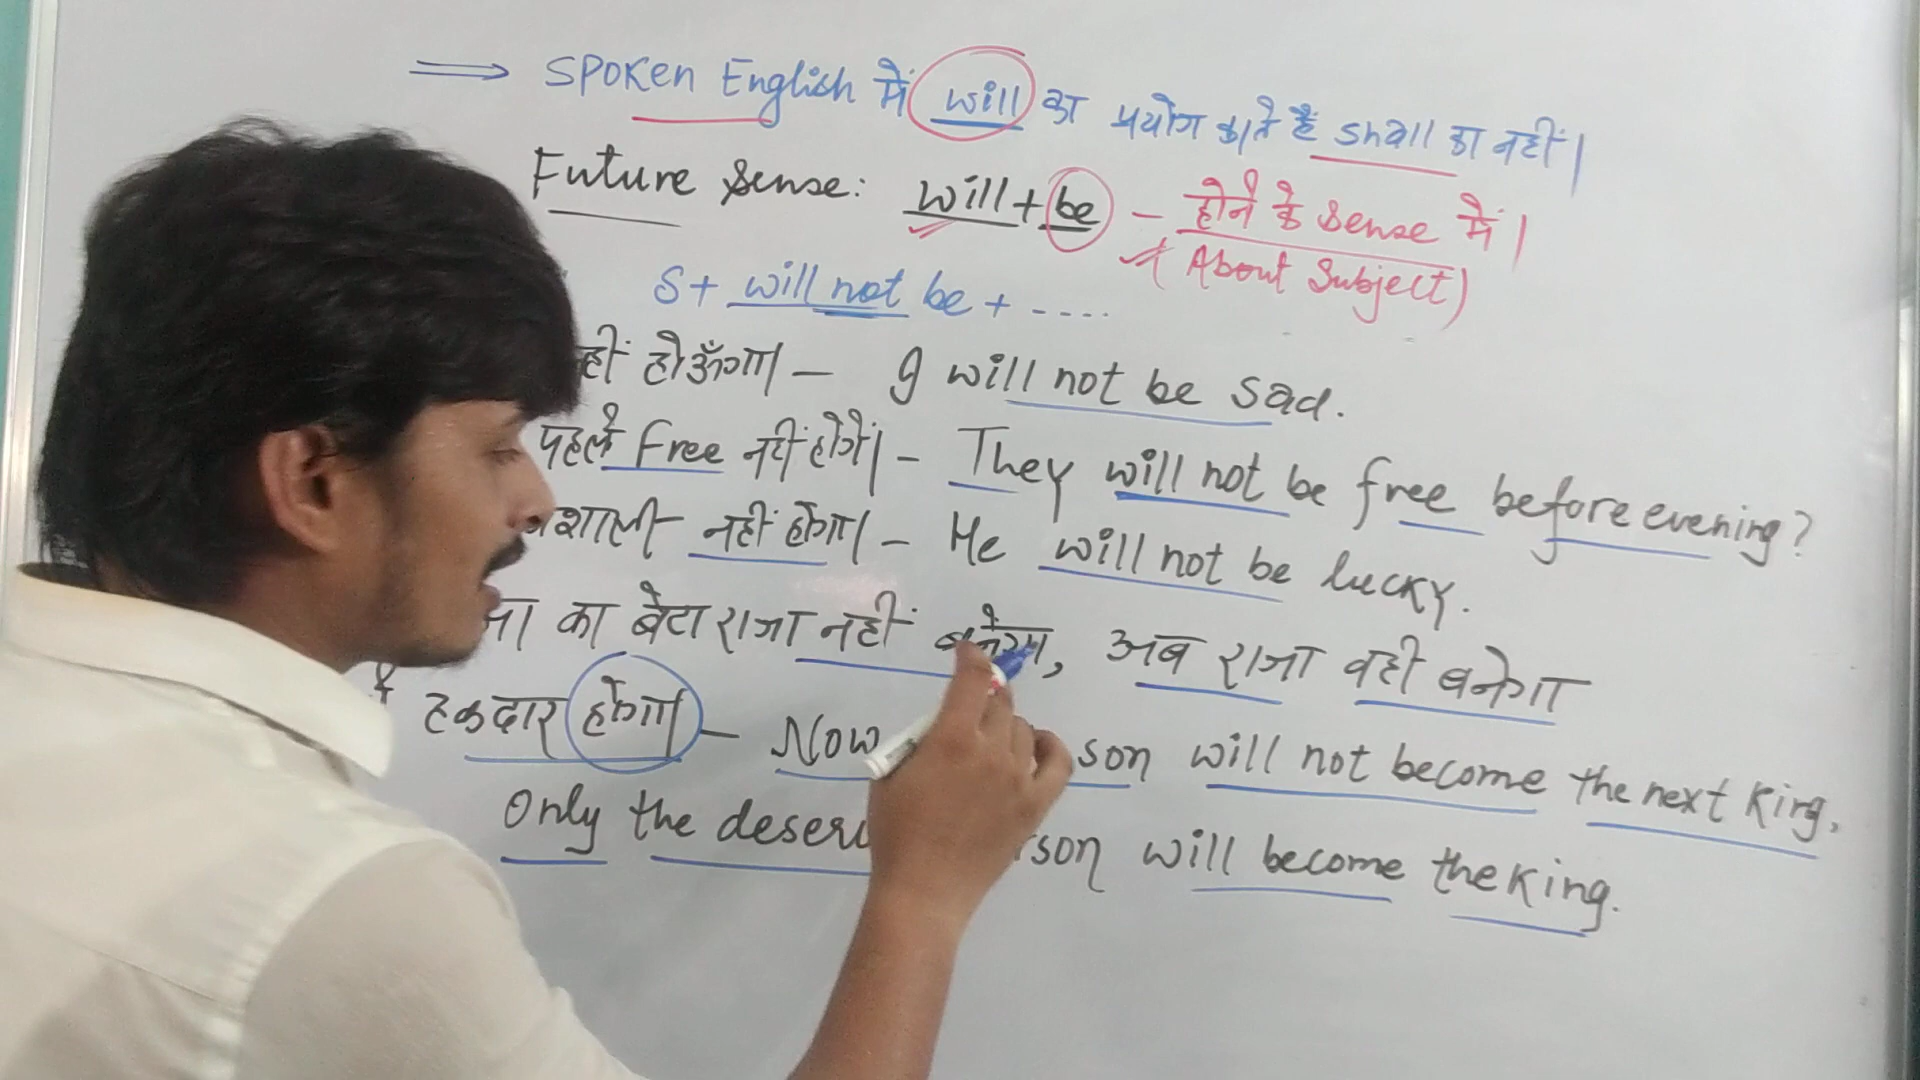 ⟹ Spoken English में will का प्रयोग करते हैं shall का नहीं।
Future Sense: will + be - होने के Sense में।
(About Subject)
S + will not be + ....
होऊँगा। - I will not be sad.
पहले Free नहीं होंगे। - They will not be free before evening?
नहीं होगा। - He will not be lucky.
का बेटा राजा नहीं बनेगा, अब राजा वही बनेगा
हकदार होगा। - Now son will not become the next King,
Only the will become the King.